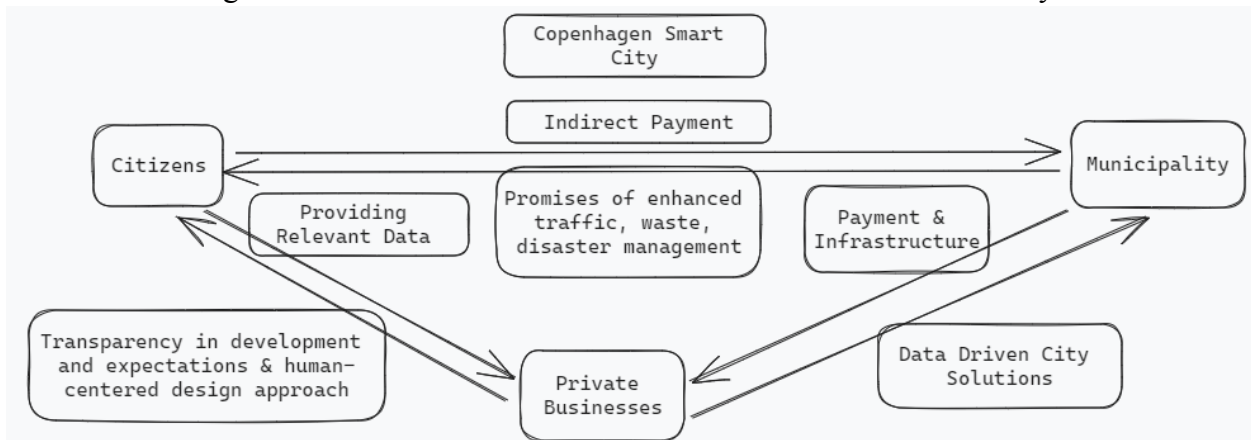 Copenhagen Smart
City
Indirect Payment
Citizens
Municipality
Providing
Relevant Data
Promises of enhanced
traffic, waste,
disaster management
Payment &
Infrastructure
Transparency in development
and expectations & human-
centered design approach
Private
Businesses
Data Driven City
Solutions